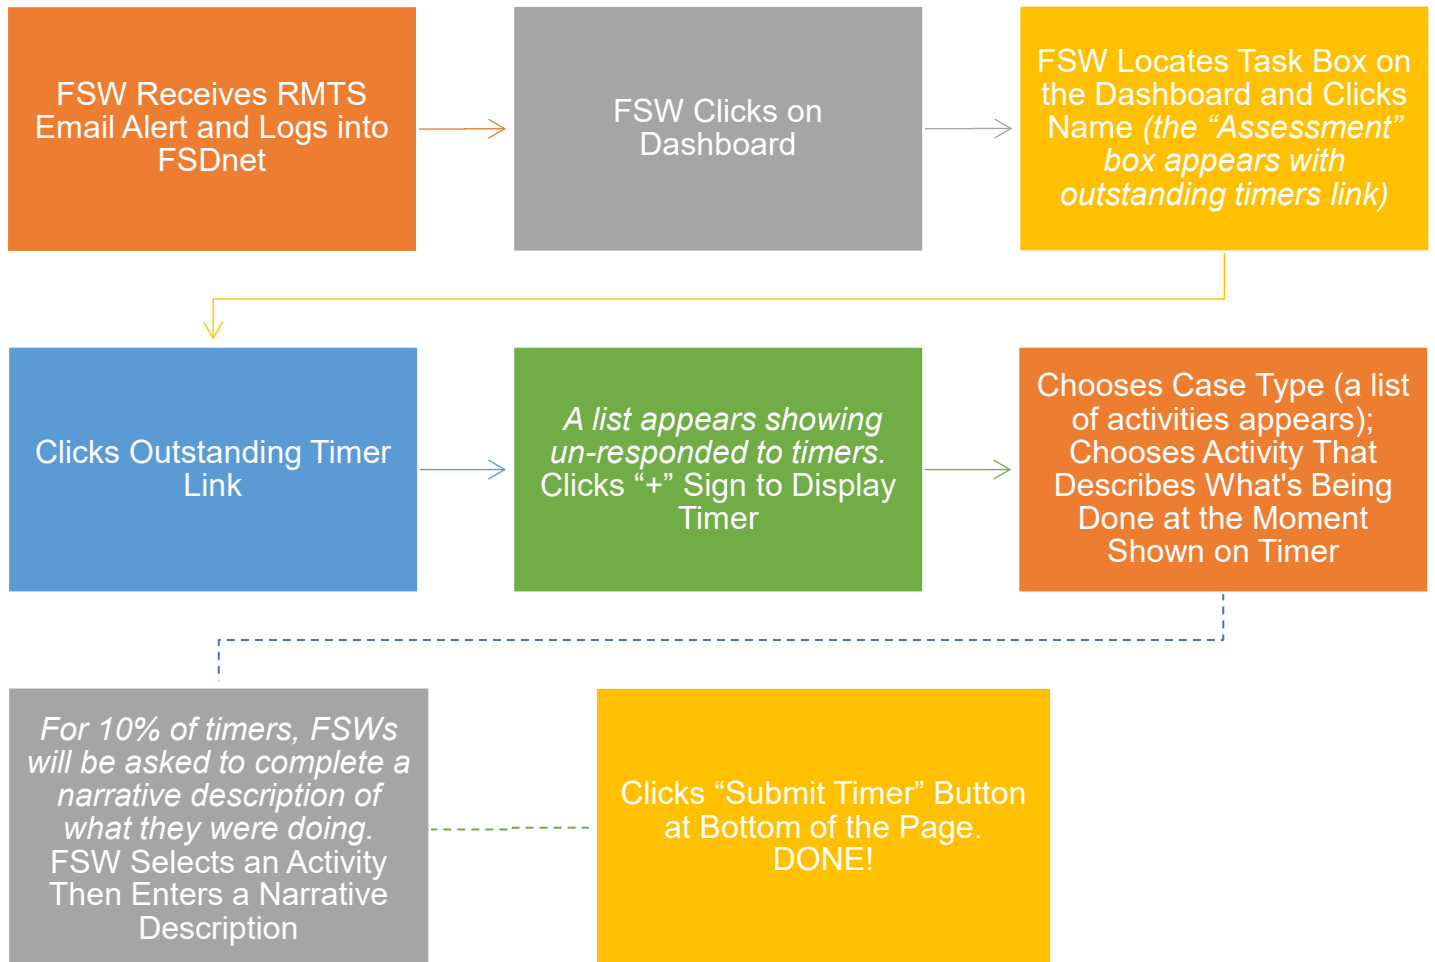 FSW Receives RMTS
Email Alert and Logs into
FSDnet
FSW Clicks on
Dashboard
FSW Locates Task Box on
the Dashboard and Clicks
Name (the “Assessment”
box appears with
outstanding timers link)
Clicks Outstanding Timer
Link
A list appears showing
un-responded to timers.
Clicks “+” Sign to Display
Timer
Chooses Case Type (a list
of activities appears);
Chooses Activity That
Describes What's Being
Done at the Moment
Shown on Timer
For 10% of timers, FSWs
will be asked to complete a
narrative description of
what they were doing.
FSW Selects an Activity
Then Enters a Narrative
Description
Clicks “Submit Timer” Button
at Bottom of the Page.
DONE!